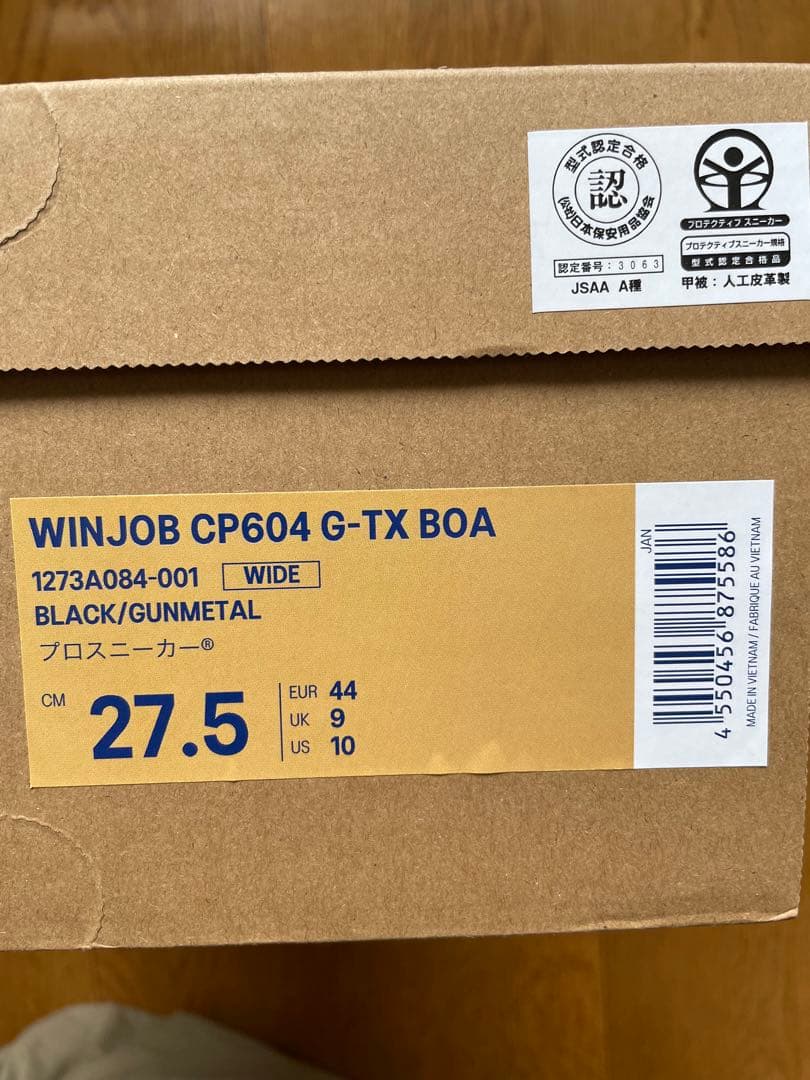 型式認定合格
認
(公社)日本保安用品協会
認定番号：3063
JSAA A種
プロテクティブ スニーカー
プロテクティブスニーカー規格
型式認定合格品
甲被：人工皮革製
WINJOB CP604 G-TX BOA
1273A084-001 WIDE
BLACK/GUNMETAL
プロスニーカー®
CM 27.5
EUR 44
UK 9
US 10
JAN
4 550456 875586
MADE IN VIETNAM / FABRIQUE AU VIETNAM